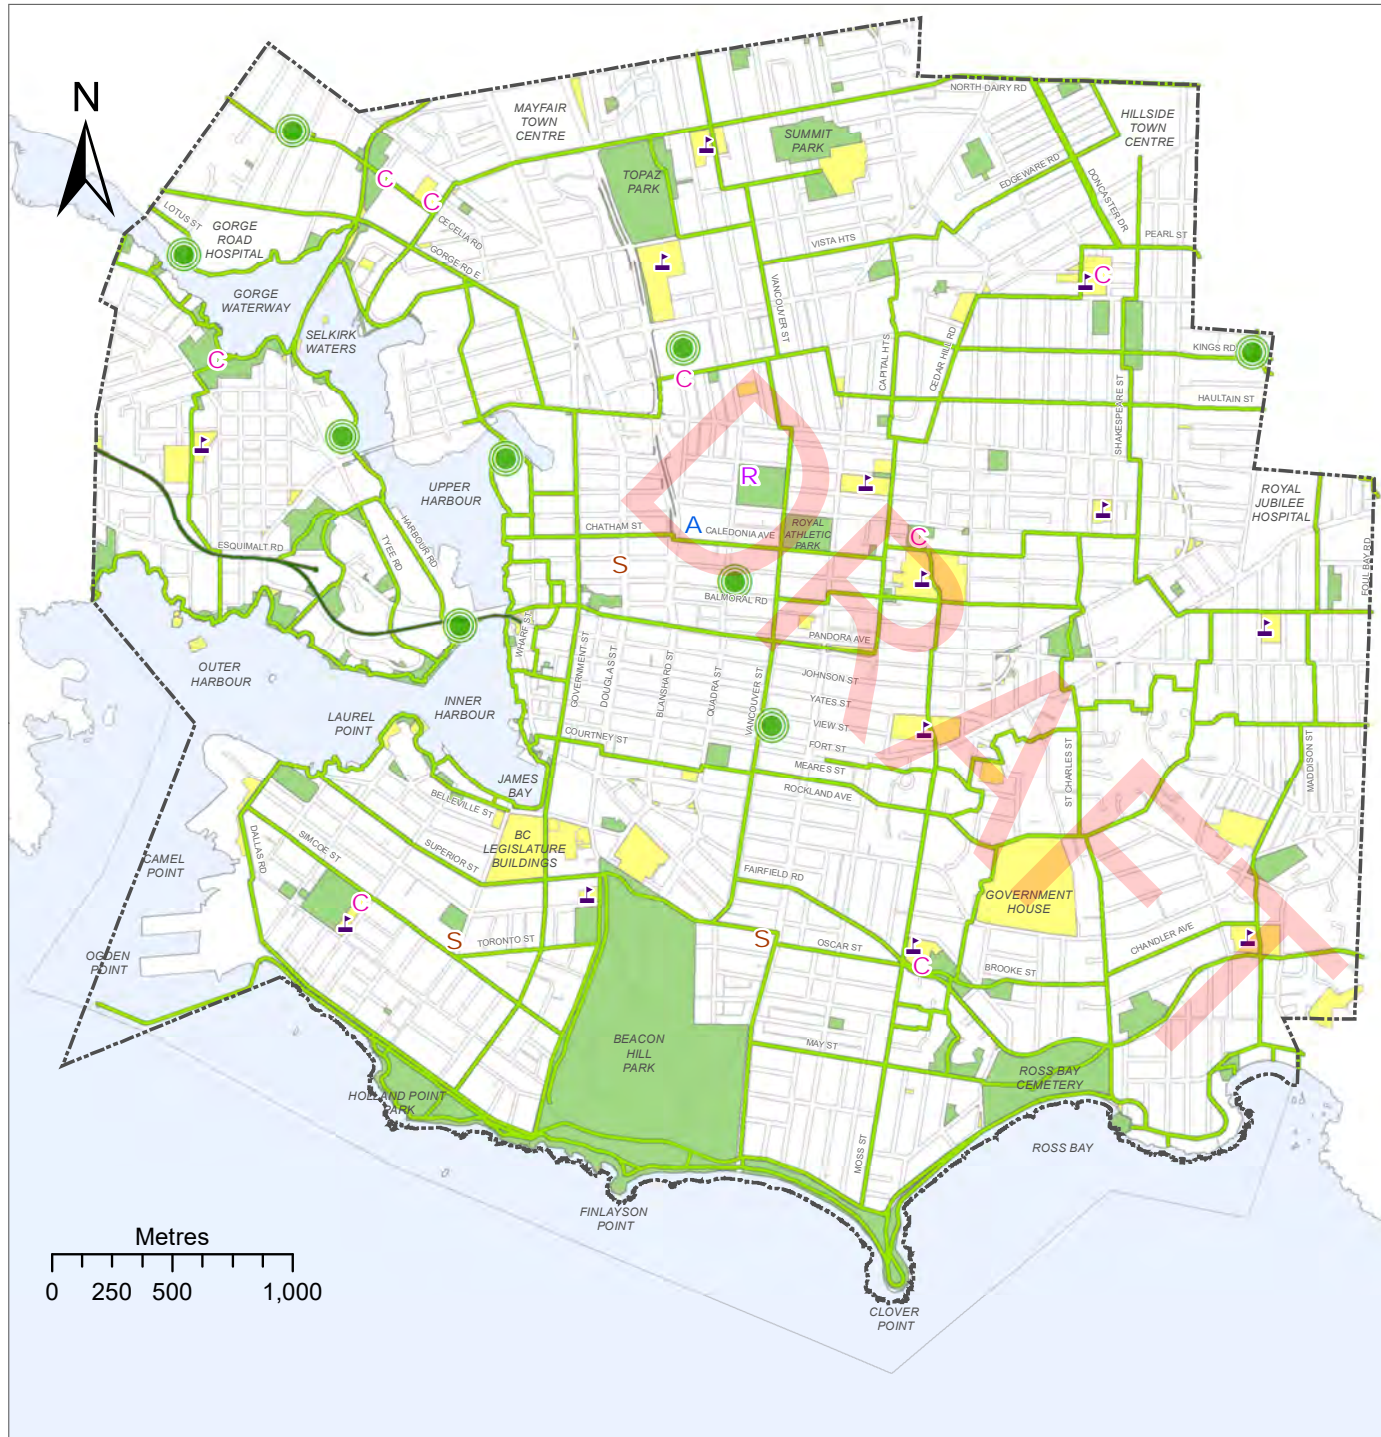 NORTH DAIRY RD
N
MAYFAIR
TOWN
CENTRE
HILLSIDE
TOWN
CENTRE
SUMMIT
PARK
TOPAZ
PARK
EDGEWARE RD
DONCASTER DR
C
C
LOTUS ST
GORGE
ROAD
HOSPITAL
CECELIA RD
GORGE RD E
VISTA HTS
PEARL ST
C
GORGE
WATERWAY
VANCOUVER ST
SELKIRK
WATERS
CAPITAL HTS
CEDAR HILL RD
KINGS RD
C
C
SHAKESPEARE ST
HAULTAIN ST
UPPER
HARBOUR
R
ROYAL
JUBILEE
HOSPITAL
HARBOUR RD
TYEE RD
ESQUIMALT RD
CHATHAM ST
A
CALEDONIA AVE
ROYAL
ATHLETIC
PARK
C
FOUL BAY RD
S
BALMORAL RD
WHARF ST
PANDORA AVE
OUTER
HARBOUR
GOVERNMENT ST
DOUGLAS ST
BLANSHARD ST
QUADRA ST
VANCOUVER ST
JOHNSON ST
YATES ST
VIEW ST
FORT ST
INNER
HARBOUR
LAUREL
POINT
COURTNEY ST
MEARES ST
ROCKLAND AVE
ST CHARLES ST
MADDISON ST
JAMES
BAY
BELLEVILLE ST
BC
LEGISLATURE
BUILDINGS
DALLAS RD
SIMCOE ST
SUPERIOR ST
CAMEL
POINT
FAIRFIELD RD
GOVERNMENT
HOUSE
C
S
TORONTO ST
S
OSCAR ST
CHANDLER AVE
OGDEN
POINT
C
BROOKE ST
BEACON
HILL
PARK
MAY ST
ROSS BAY
CEMETERY
HOLLAND POINT
PARK
MOSS ST
ROSS BAY
FINLAYSON
POINT
Metres
0 250 500 1,000
CLOVER
POINT
DRAFT